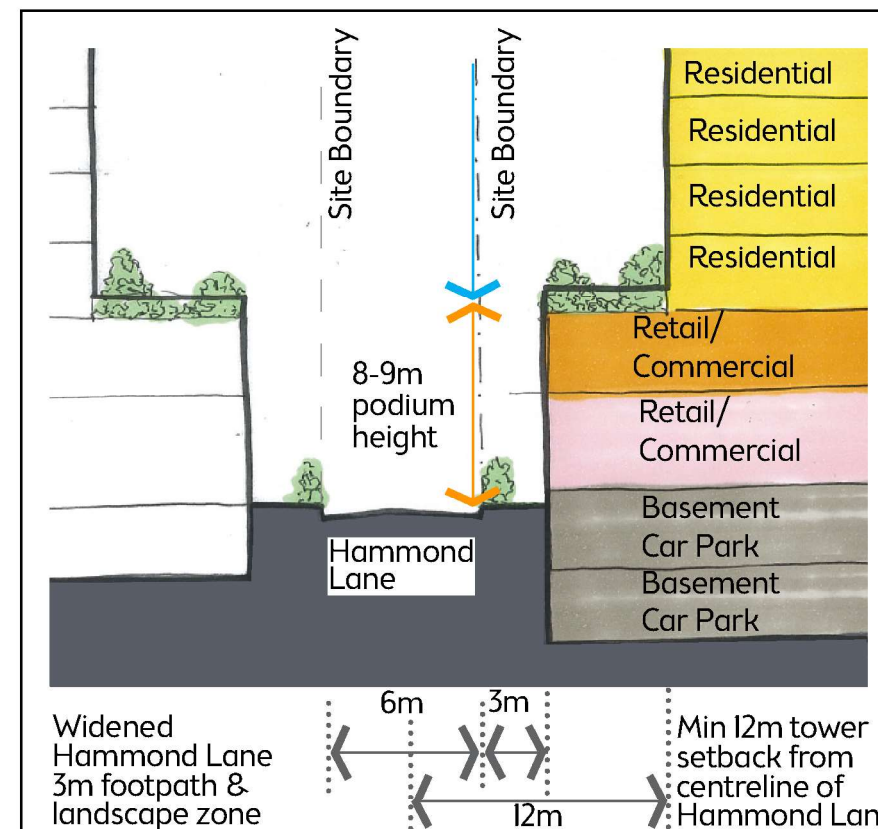 Site Boundary
Site Boundary
Residential
Residential
Residential
Residential
Retail/
Commercial
8-9m
podium
height
Retail/
Commercial
Basement
Car Park
Hammond
Lane
Basement
Car Park
6m
3m
Widened
Hammond Lane
3m footpath &
landscape zone
12m
Min 12m tower
setback from
centreline of
Hammond Lan